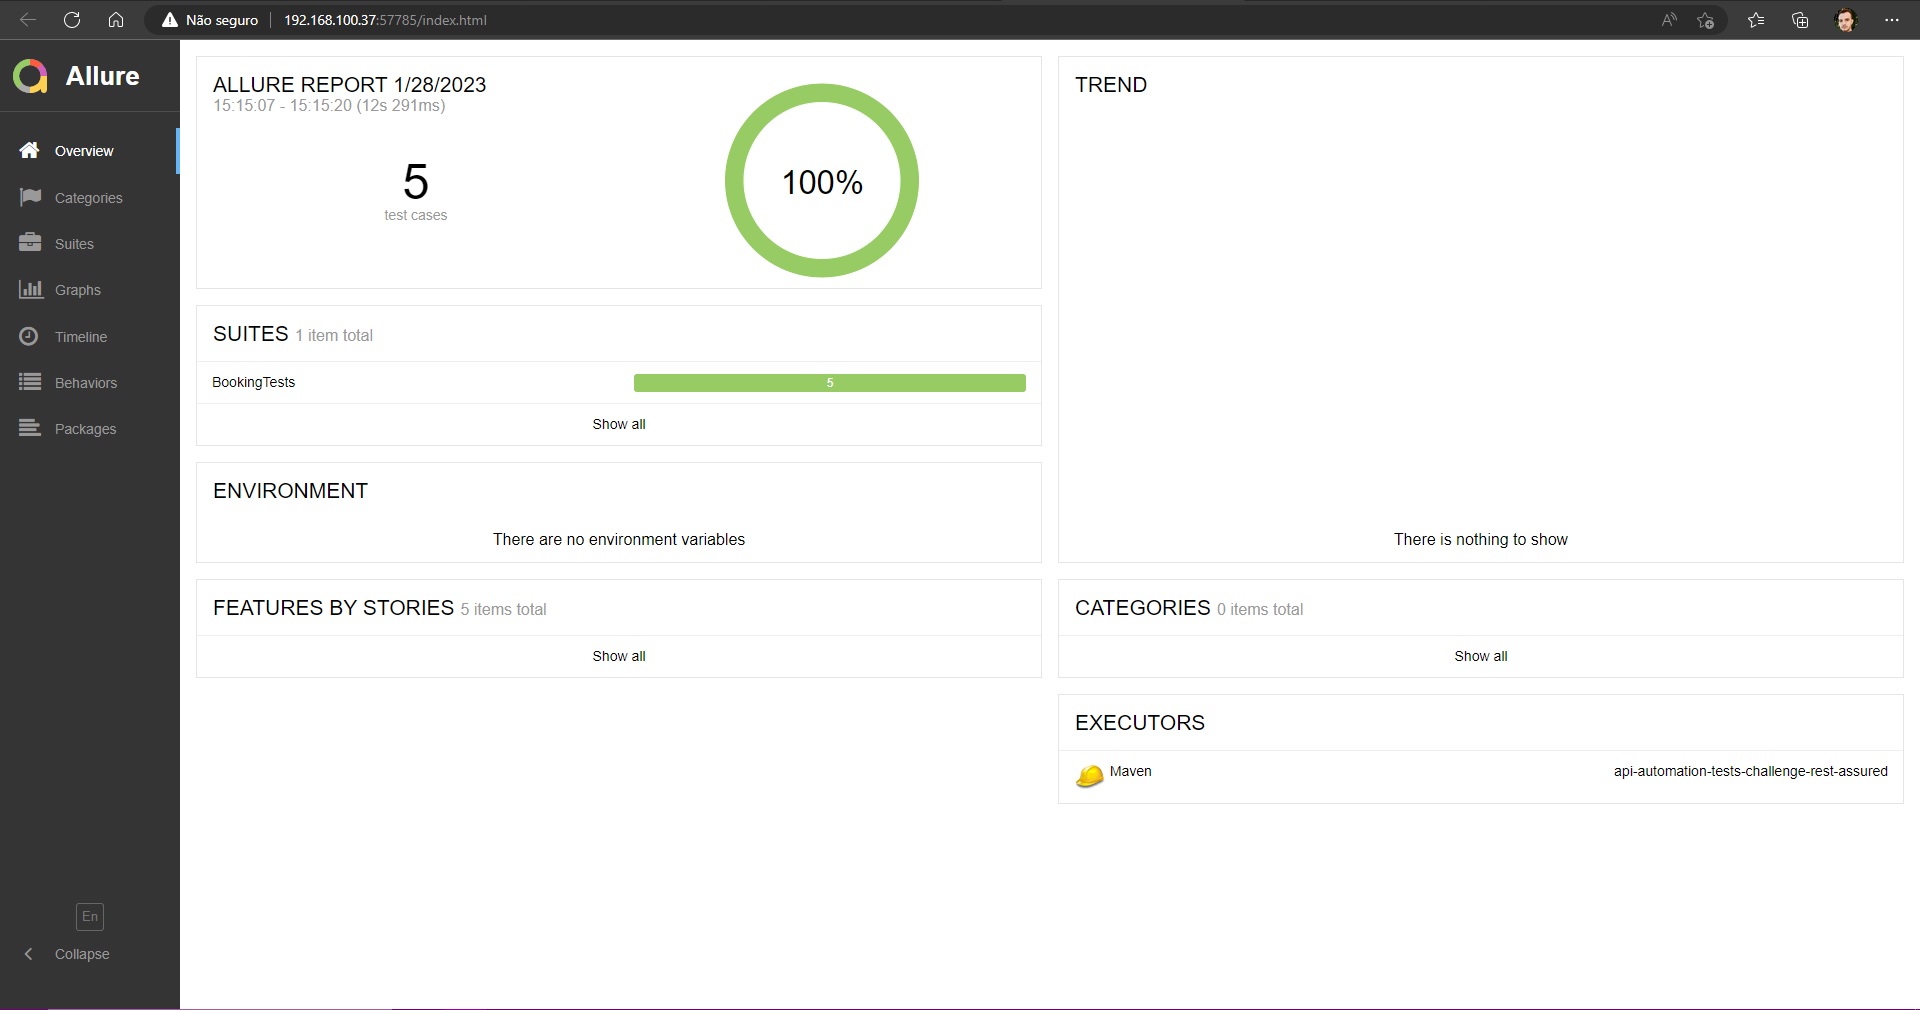 Não seguro
192.168.100.37:57785/index.html
Allure
Overview
Categories
Suites
Graphs
Timeline
Behaviors
Packages
En
Collapse
ALLURE REPORT 1/28/2023
15:15:07 - 15:15:20 (12s 291ms)
5
test cases
100%
SUITES 1 item total
BookingTests 5
Show all
ENVIRONMENT
There are no environment variables
FEATURES BY STORIES 5 items total
Show all
TREND
There is nothing to show
CATEGORIES 0 items total
Show all
EXECUTORS
Maven api-automation-tests-challenge-rest-assured